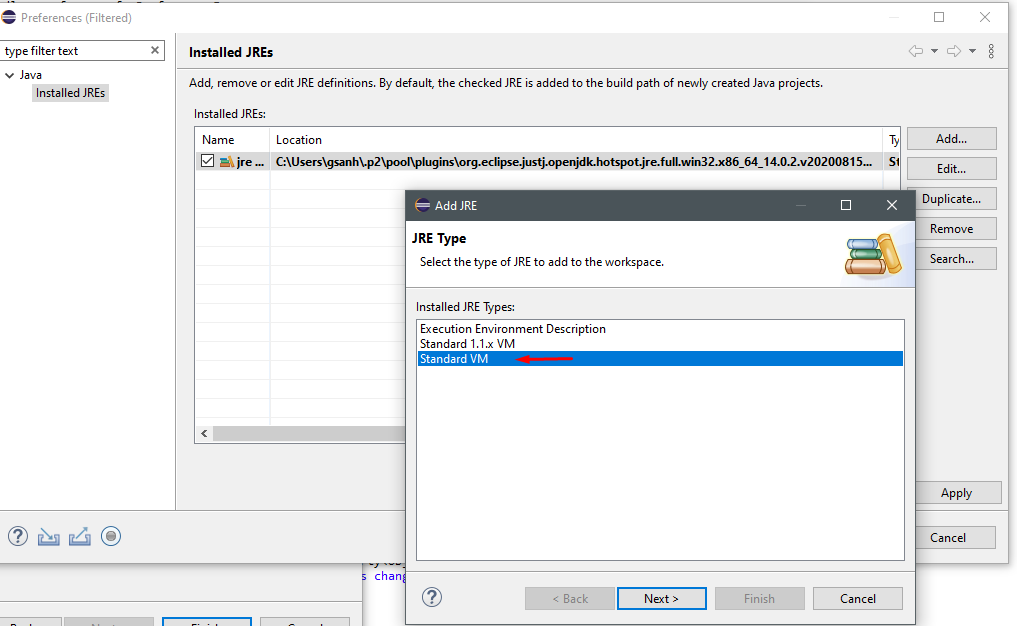 Preferences (Filtered)
type filter text
Java
Installed JREs
Installed JREs
Add, remove or edit JRE definitions. By default, the checked JRE is added to the build path of newly created Java projects.
Installed JREs:
Name Location Ty
jre ... C:\Users\gsanh\.p2\pool\plugins\org.eclipse.justj.openjdk.hotspot.jre.full.win32.x86_64_14.0.2.v20200815... St
Add...
Edit...
Duplicate...
Remove
Search...
Add JRE
JRE Type
Select the type of JRE to add to the workspace.
Installed JRE Types:
Execution Environment Description
Standard 1.1.x VM
Standard VM
Apply
Cancel
s chang
< Back Next > Finish Cancel